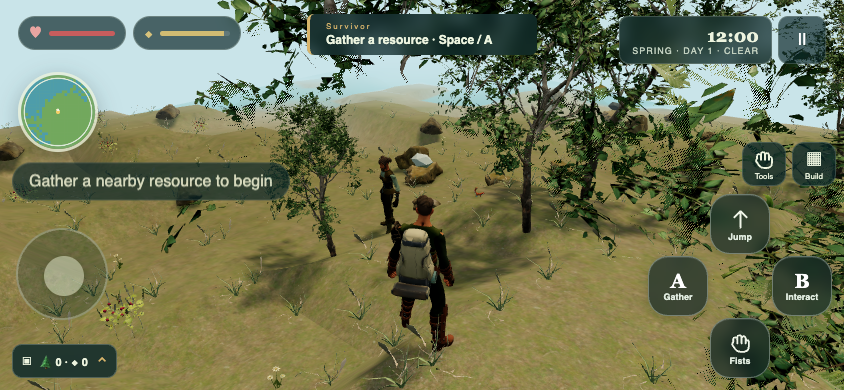 Survivor
Gather a resource · Space / A
12:00
SPRING · DAY 1 · CLEAR
Gather a nearby resource to begin
Tools
Build
Jump
A
Gather
B
Interact
Fists
0 · ◆ 0